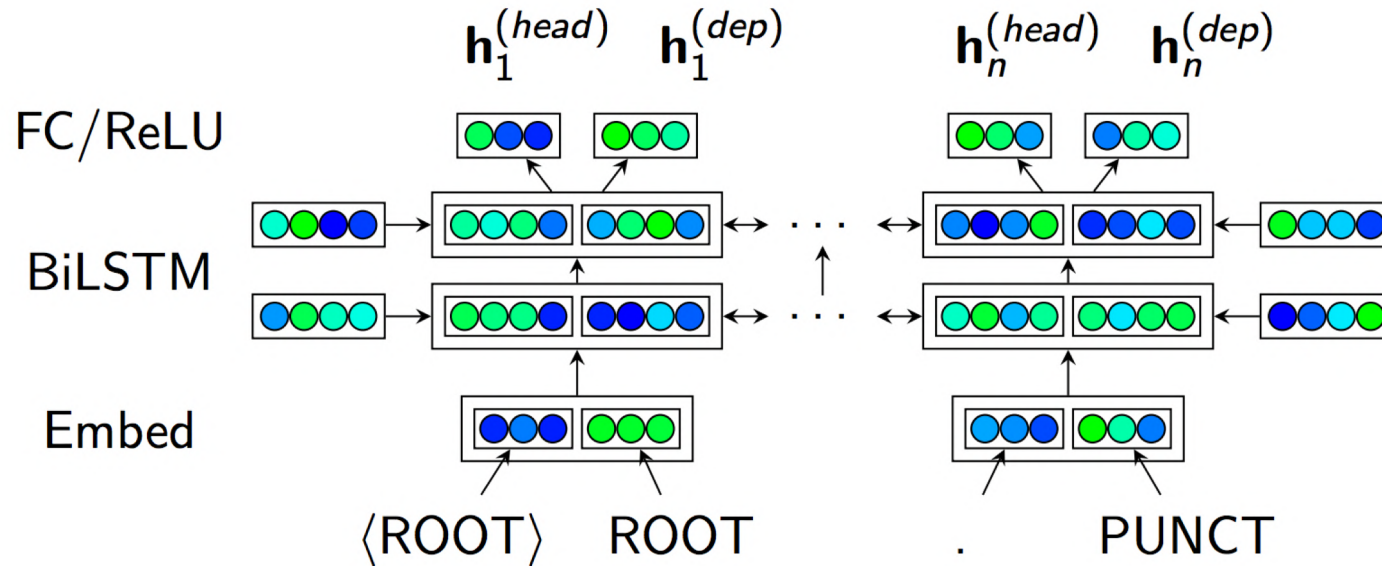 h₁^(head) h₁^(dep) hₙ^(head) hₙ^(dep)
FC/ReLU
BiLSTM
· · ·
· · ·
Embed
⟨ROOT⟩ ROOT . PUNCT